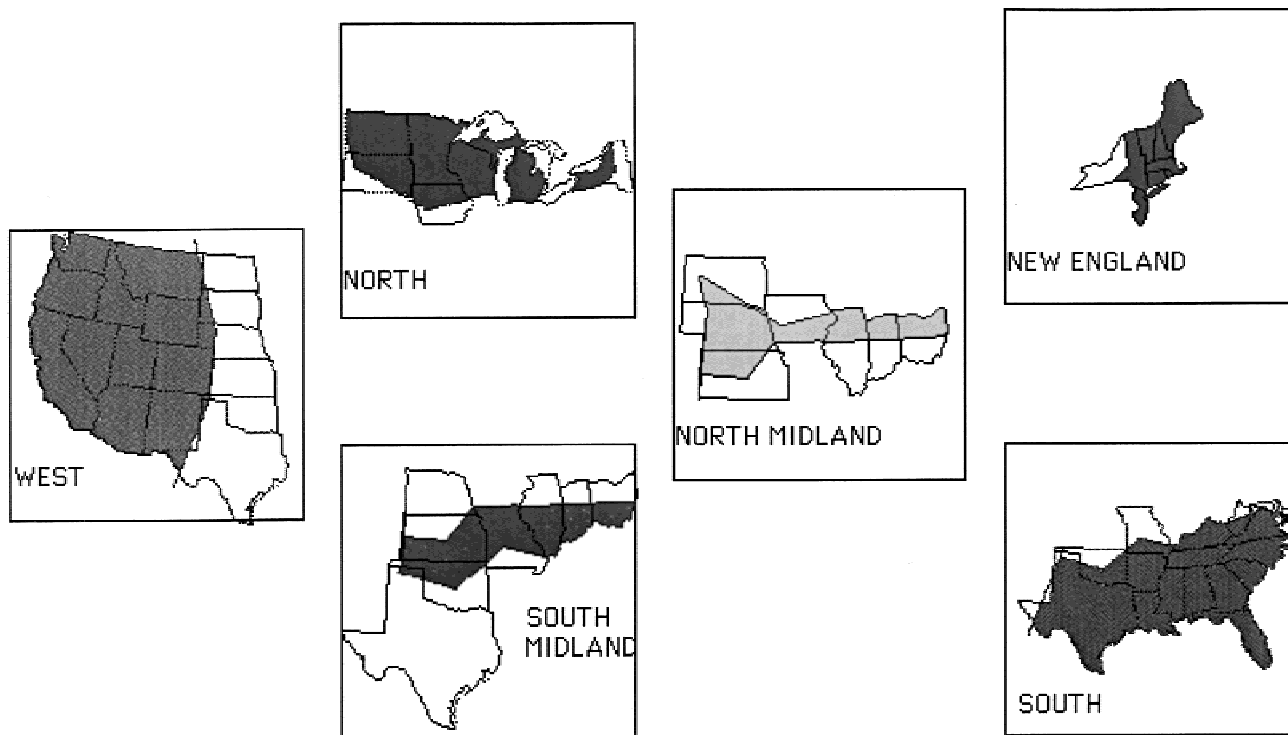 NEW ENGLAND
NORTH
NORTH MIDLAND
WEST
SOUTH
MIDLAND
SOUTH